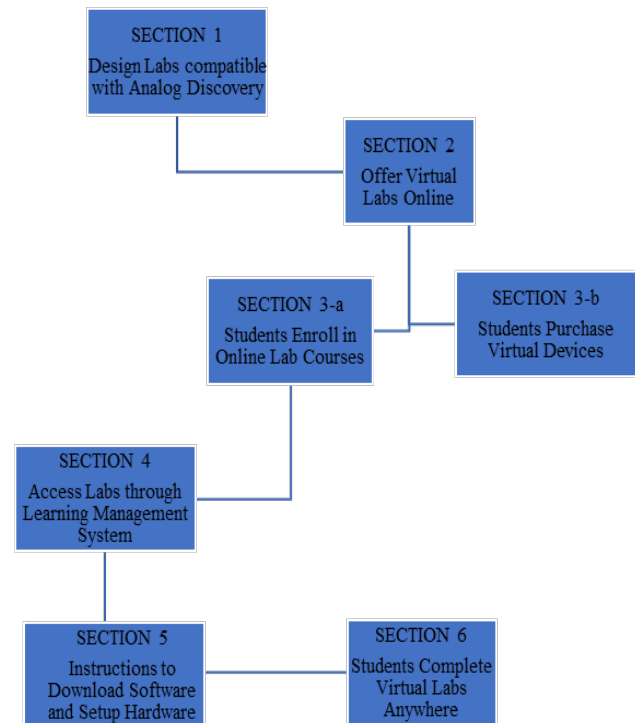 SECTION 1
Design Labs compatible
with Analog Discovery
SECTION 2
Offer Virtual
Labs Online
SECTION 3-a
Students Enroll in
Online Lab Courses
SECTION 3-b
Students Purchase
Virtual Devices
SECTION 4
Access Labs through
Learning Management
System
SECTION 5
Instructions to
Download Software
and Setup Hardware
SECTION 6
Students Complete
Virtual Labs
Anywhere